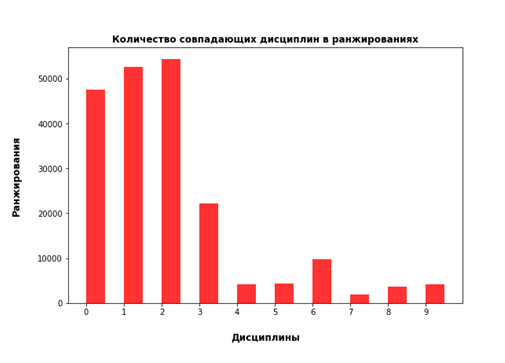 Количество совпадающих дисциплин в ранжированиях
50000
40000
30000
20000
10000
0
Ранжирования
0 1 2 3 4 5 6 7 8 9
Дисциплины